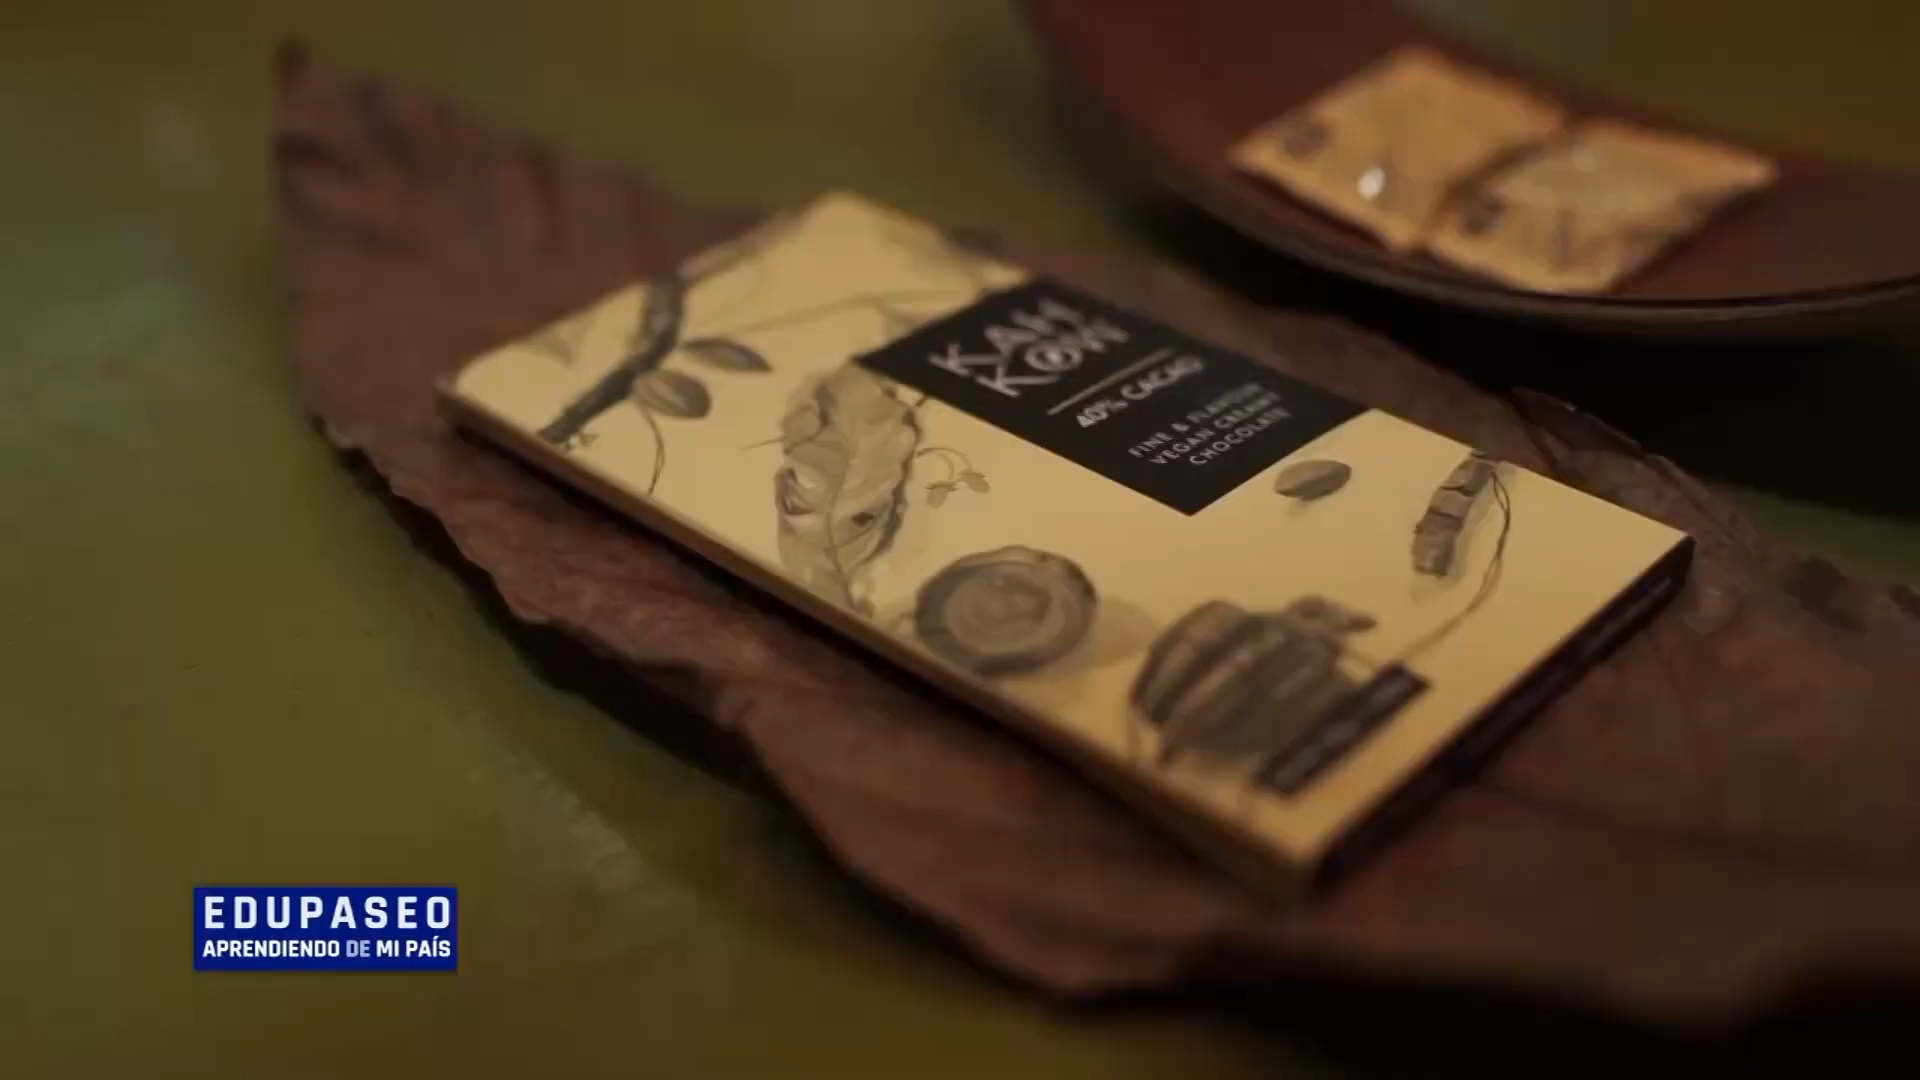 KAH
KOW
40% CACAO
FINE & FLAVOUR
VEGAN CREAMY
CHOCOLATE
EDUPASEO
APRENDIENDO DE MI PAÍS